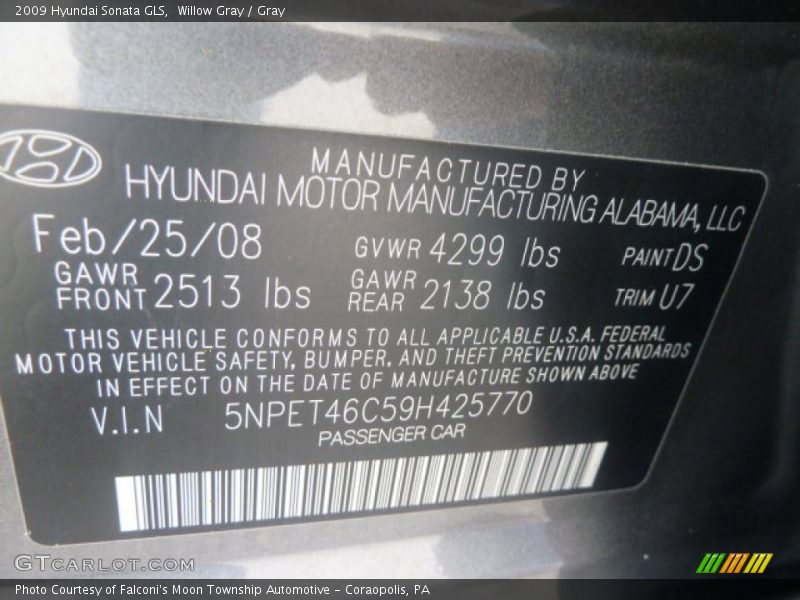 2009 Hyundai Sonata GLS, Willow Gray / Gray
MANUFACTURED BY
HYUNDAI MOTOR MANUFACTURING ALABAMA, LLC
Feb/25/08 GVWR 4299 lbs PAINT DS
GAWR FRONT 2513 lbs GAWR REAR 2138 lbs TRIM U7
THIS VEHICLE CONFORMS TO ALL APPLICABLE U.S.A. FEDERAL
MOTOR VEHICLE SAFETY, BUMPER, AND THEFT PREVENTION STANDARDS
IN EFFECT ON THE DATE OF MANUFACTURE SHOWN ABOVE
V.I.N 5NPET46C59H425770
PASSENGER CAR
GTCARLOT.COM
Photo Courtesy of Falconi's Moon Township Automotive – Coraopolis, PA